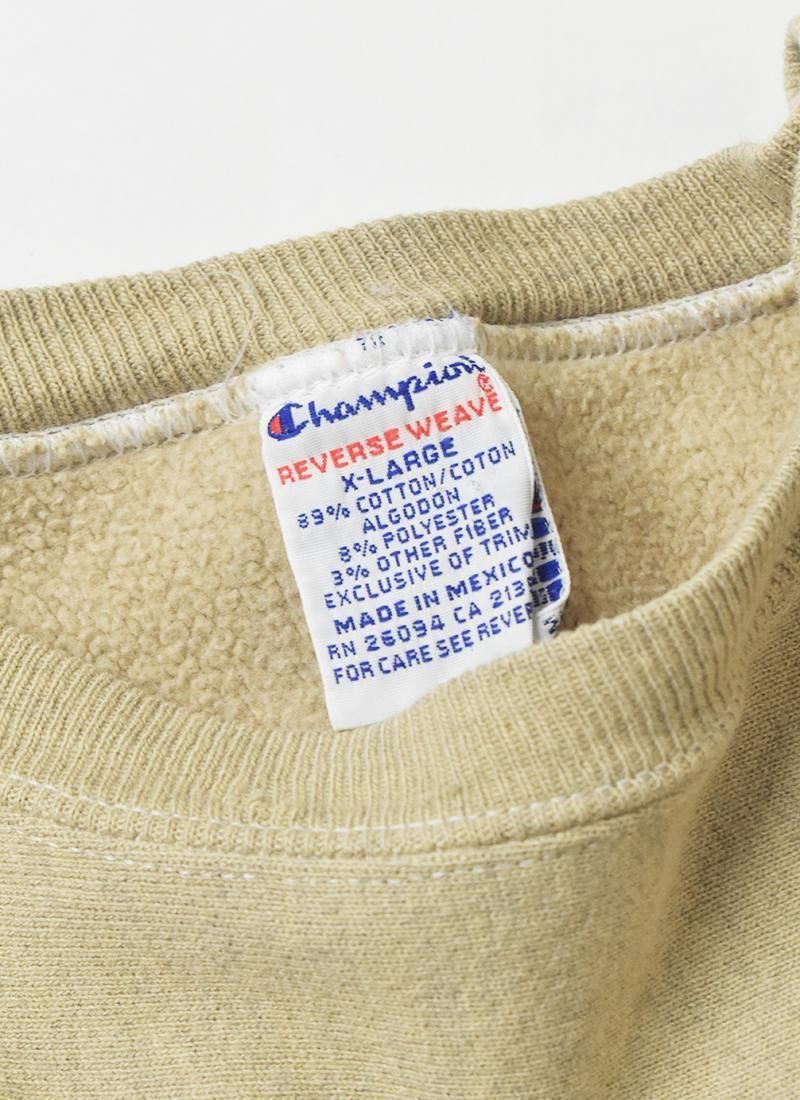 Champion®
REVERSE WEAVE
X-LARGE
89% COTTON/COTON
ALGODON
8% POLYESTER
3% OTHER FIBER
EXCLUSIVE OF TRIM
MADE IN MEXICO
RN 26094 CA 213
FOR CARE SEE REVER